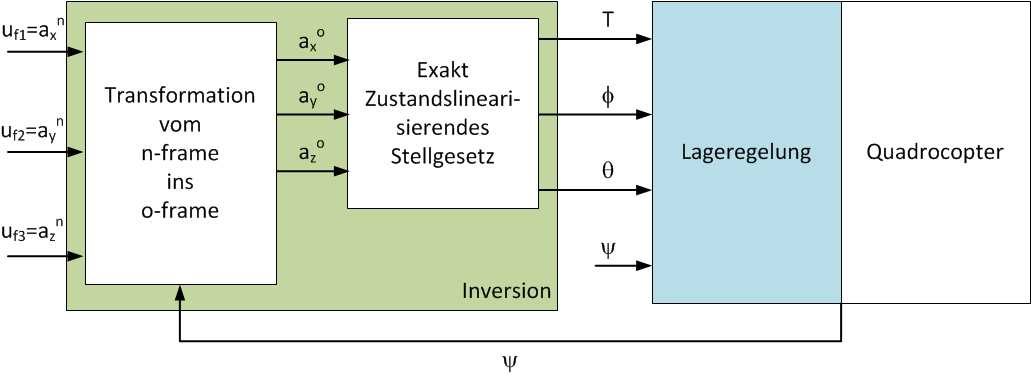 u_f1=a_x^n
u_f2=a_y^n
u_f3=a_z^n
Transformation
vom
n-frame
ins
o-frame
a_x^o
a_y^o
a_z^o
Exakt
Zustandslineari-
sierendes
Stellgesetz
Inversion
T
ϕ
θ
ψ
Lageregelung
Quadrocopter
ψ